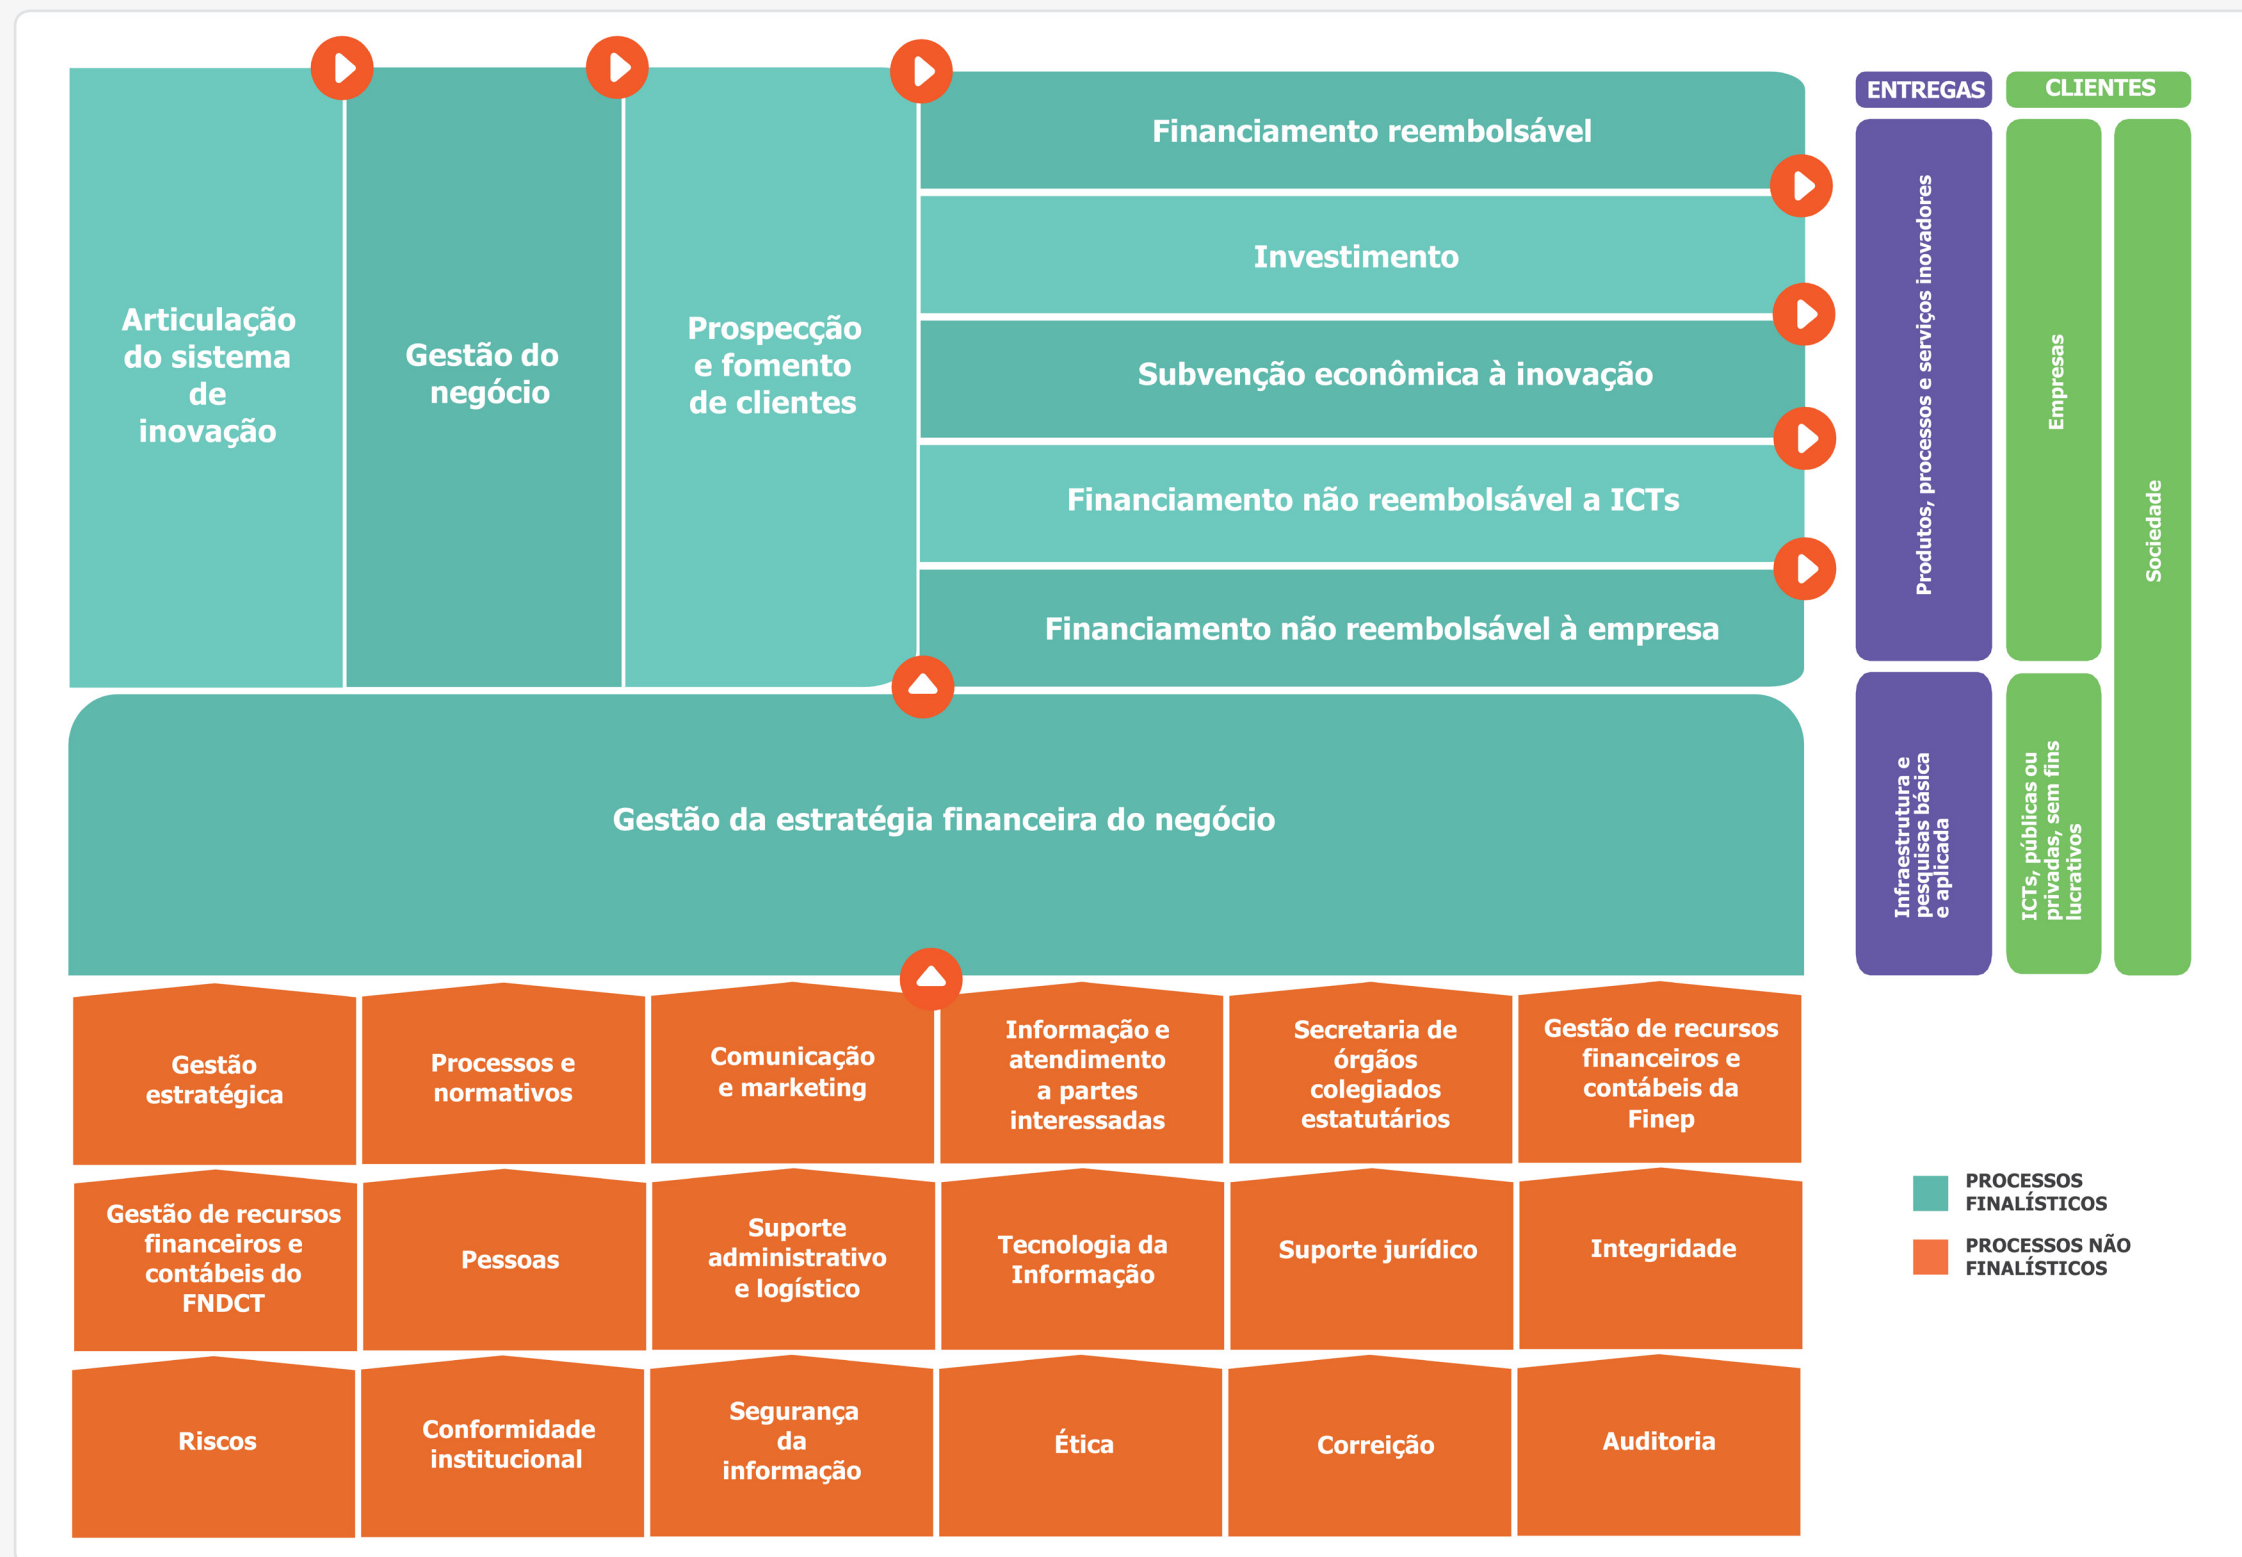 Articulação
do sistema
de
inovação
Gestão do
negócio
Prospecção
e fomento
de clientes
Financiamento reembolsável
Investimento
Subvenção econômica à inovação
Financiamento não reembolsável a ICTs
Financiamento não reembolsável à empresa
ENTREGAS
CLIENTES
Produtos, processos e serviços inovadores
Empresas
Sociedade
Infraestrutura e
pesquisas básica
e aplicada
ICTs, públicas ou
privadas, sem fins
lucrativos
Gestão da estratégia financeira do negócio
Gestão
estratégica
Processos e
normativos
Comunicação
e marketing
Informação e
atendimento
a partes
interessadas
Secretaria de
órgãos
colegiados
estatutários
Gestão de recursos
financeiros e
contábeis da
Finep
Gestão de recursos
financeiros e
contábeis do
FNDCT
Pessoas
Suporte
administrativo
e logístico
Tecnologia da
Informação
Suporte jurídico
Integridade
Riscos
Conformidade
institucional
Segurança
da
informação
Ética
Correição
Auditoria
PROCESSOS
FINALÍSTICOS
PROCESSOS NÃO
FINALÍSTICOS